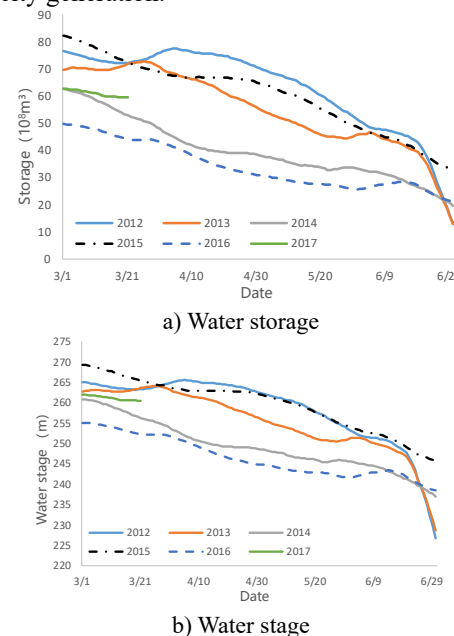 city generation.
90
80
70
60
50
40
30
20
10
0
Storage (10⁸m³)
2012 2013 2014
2015 2016 2017
3/1 3/21 4/10 4/30 5/20 6/9 6/2
Date
a) Water storage
275
270
265
260
255
250
245
240
235
230
225
220
Water stage (m)
2012 2013 2014
2015 2016 2017
3/1 3/21 4/10 4/30 5/20 6/9 6/29
Date
b) Water stage